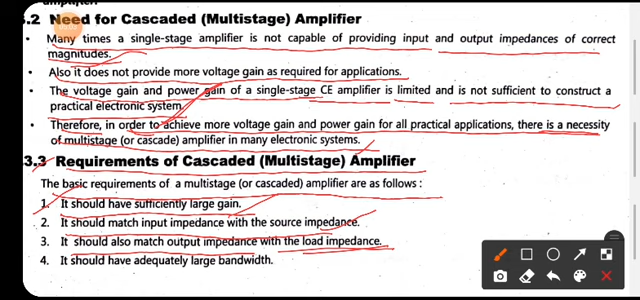 3.2 Need for Cascaded (Multistage) Amplifier
• Many times a single-stage amplifier is not capable of providing input and output impedances of correct
magnitudes.
• Also it does not provide more voltage gain as required for applications.
• The voltage gain and power gain of a single-stage CE amplifier is limited and is not sufficient to construct a
practical electronic system.
• Therefore, in order to achieve more voltage gain and power gain for all practical applications, there is a necessity
of multistage (or cascade) amplifier in many electronic systems.
3.3 Requirements of Cascaded (Multistage) Amplifier
The basic requirements of a multistage (or cascaded) amplifier are as follows :
1. It should have sufficiently large gain.
2. It should match input impedance with the source impedance.
3. It should also match output impedance with the load impedance.
4. It should have adequately large bandwidth.